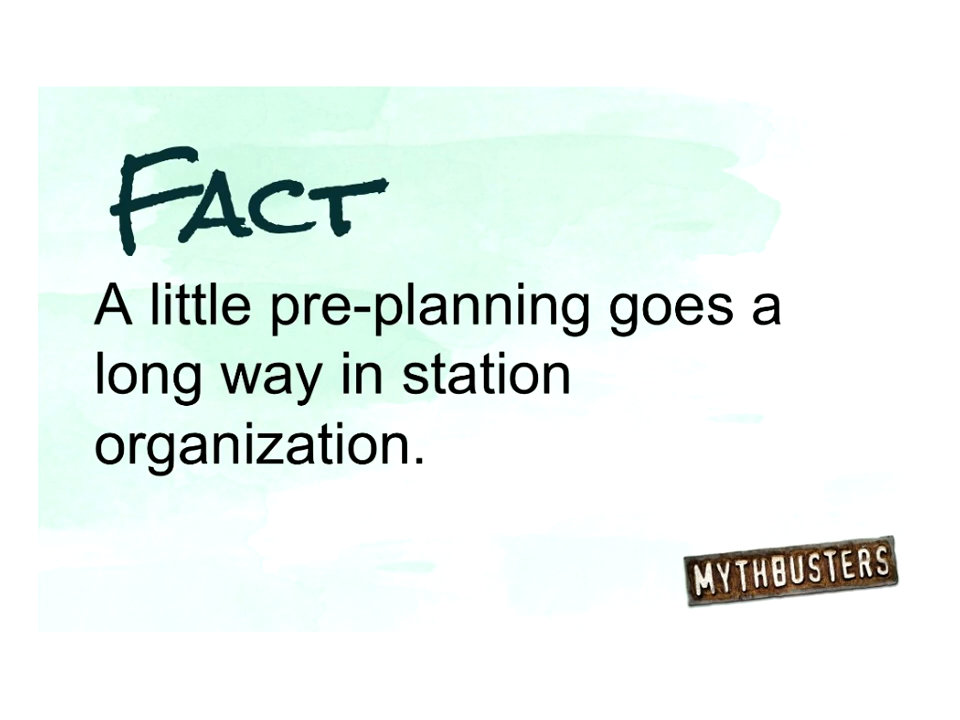 Fact
A little pre-planning goes a
long way in station
organization.
MYTHBUSTERS